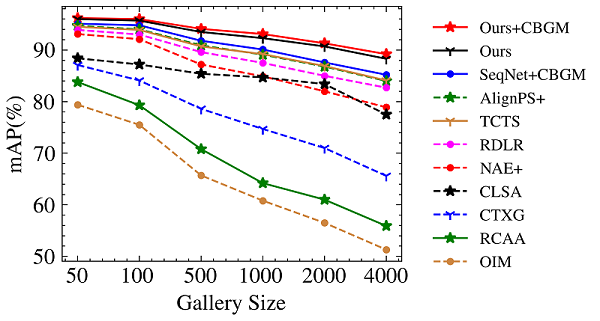 mAP(%)
90
80
70
60
50
50 100 500 1000 2000 4000
Gallery Size
Ours+CBGM
Ours
SeqNet+CBGM
AlignPS+
TCTS
RDLR
NAE+
CLSA
CTXG
RCAA
OIM